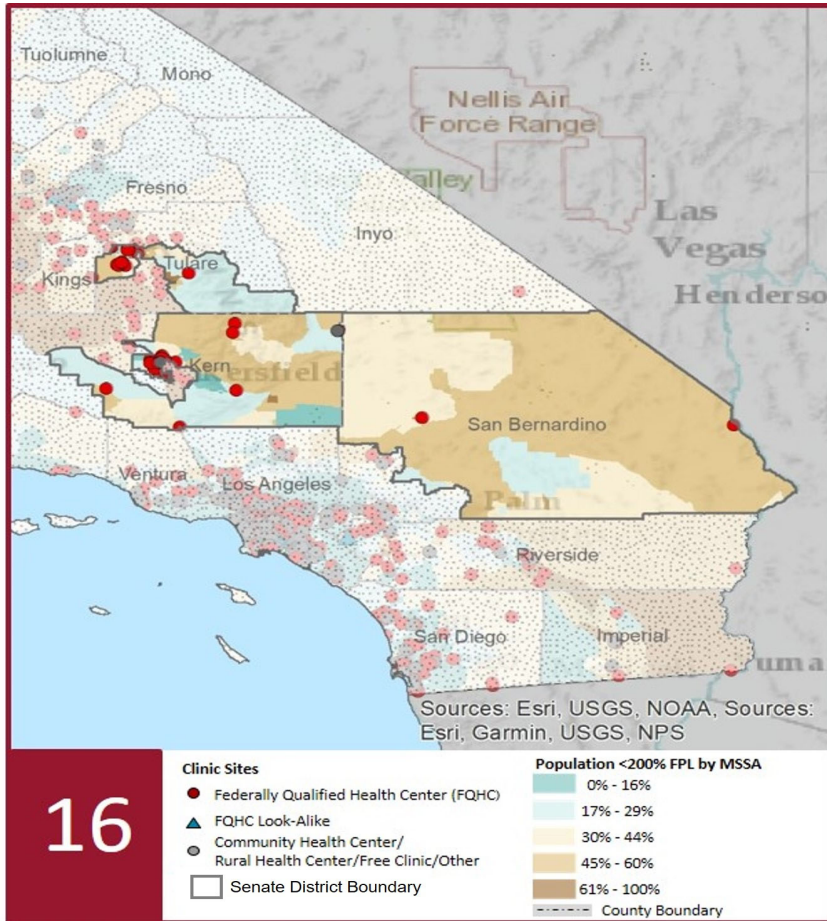 Tuolumne
Mono
Nellis Air
Force Range
alley
Fresno
Las
Vegas
Inyo
Tulare
Kings
Henderso
Kern
ersfield
San Bernardino
Ventura
Los Angeles
Palm
Riverside
San Diego
Imperial
uma
Sources: Esri, USGS, NOAA, Sources:
Esri, Garmin, USGS, NPS
16
Clinic Sites
Federally Qualified Health Center (FQHC)
FQHC Look-Alike
Community Health Center/
Rural Health Center/Free Clinic/Other
Senate District Boundary
Population <200% FPL by MSSA
0% - 16%
17% - 29%
30% - 44%
45% - 60%
61% - 100%
County Boundary